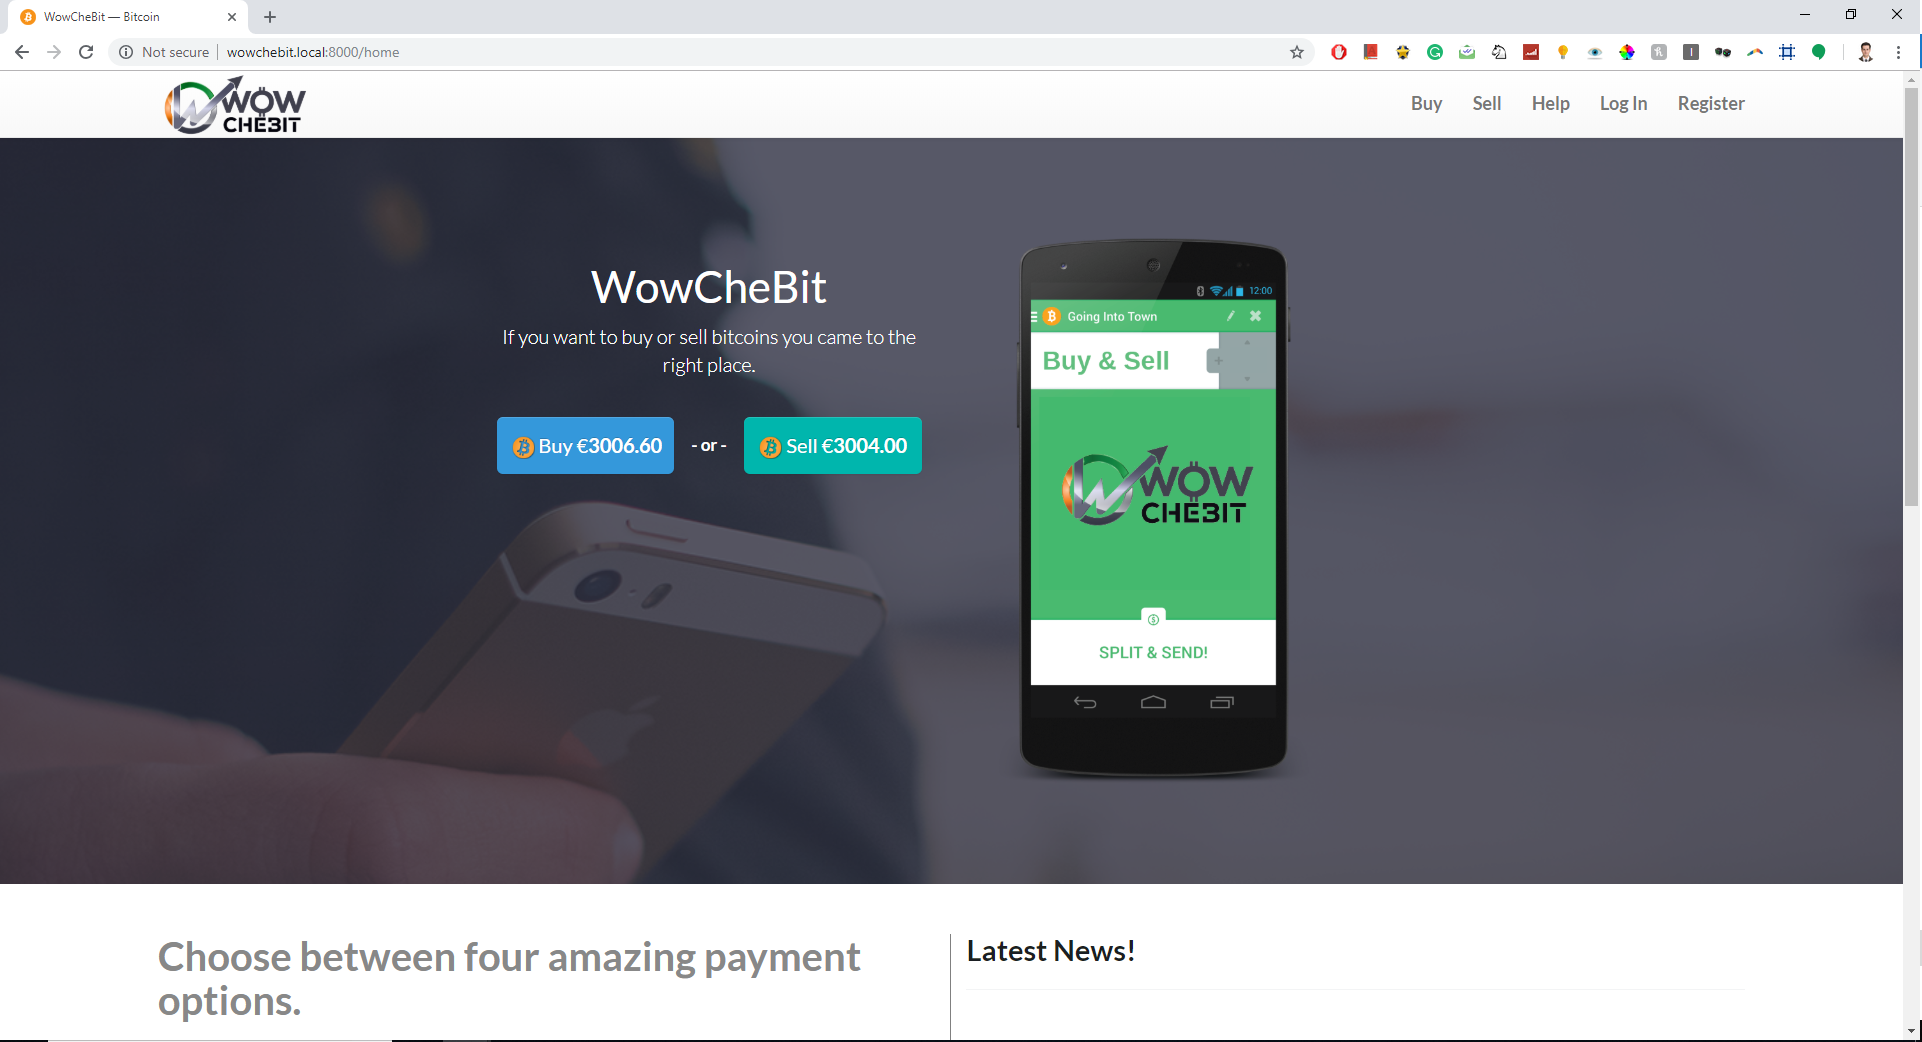 WowCheBit — Bitcoin
Not secure
wowchebit.local:8000/home
WOW
CHEBIT
Buy
Sell
Help
Log In
Register
WowCheBit
If you want to buy or sell bitcoins you came to the
right place.
Buy €3006.60
- or -
Sell €3004.00
12:00
Going Into Town
Buy & Sell
WOW
CHEBIT
SPLIT & SEND!
Choose between four amazing payment
options.
Latest News!